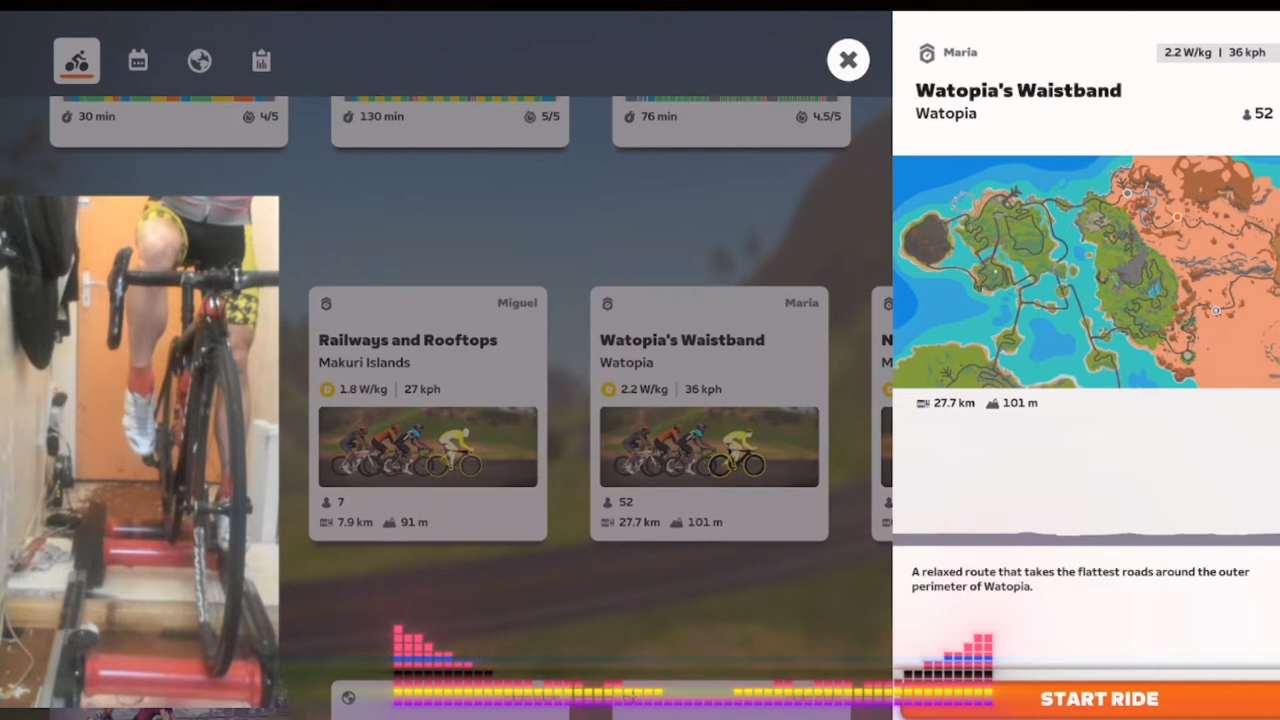 30 min
4/5
130 min
5/5
76 min
4.5/5
Miguel
Railways and Rooftops
Makuri Islands
D 1.8 W/kg | 27 kph
7
7.9 km 91 m
Maria
Watopia's Waistband
Watopia
D 2.2 W/kg | 36 kph
52
27.7 km 101 m
N
Maria
2.2 W/kg | 36 kph
Watopia's Waistband
Watopia
52
27.7 km 101 m
A relaxed route that takes the flattest roads around the outer
perimeter of Watopia.
START RIDE